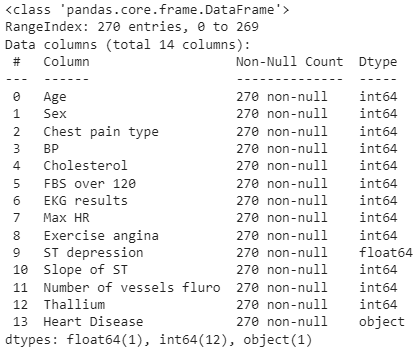 <class 'pandas.core.frame.DataFrame'>
RangeIndex: 270 entries, 0 to 269
Data columns (total 14 columns):
 #   Column                   Non-Null Count  Dtype
---  ------                   --------------  -----
 0   Age                      270 non-null    int64
 1   Sex                      270 non-null    int64
 2   Chest pain type          270 non-null    int64
 3   BP                       270 non-null    int64
 4   Cholesterol              270 non-null    int64
 5   FBS over 120             270 non-null    int64
 6   EKG results              270 non-null    int64
 7   Max HR                   270 non-null    int64
 8   Exercise angina          270 non-null    int64
 9   ST depression            270 non-null    float64
 10  Slope of ST              270 non-null    int64
 11  Number of vessels fluro  270 non-null    int64
 12  Thallium                 270 non-null    int64
 13  Heart Disease            270 non-null    object
dtypes: float64(1), int64(12), object(1)